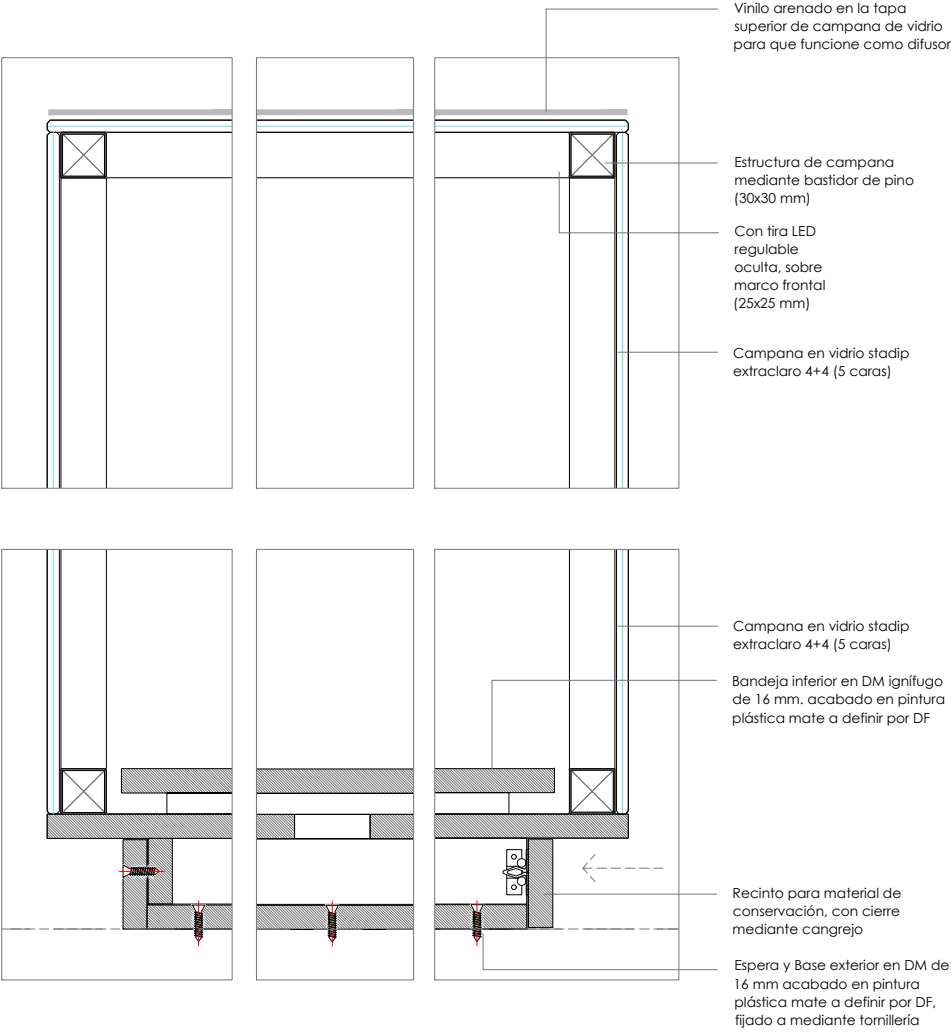 Vinilo arenado en la tapa
superior de campana de vidrio
para que funcione como difusor
Estructura de campana
mediante bastidor de pino
(30x30 mm)
Con tira LED
regulable
oculta, sobre
marco frontal
(25x25 mm)
Campana en vidrio stadip
extraclaro 4+4 (5 caras)
Campana en vidrio stadip
extraclaro 4+4 (5 caras)
Bandeja inferior en DM ignífugo
de 16 mm. acabado en pintura
plástica mate a definir por DF
Recinto para material de
conservación, con cierre
mediante cangrejo
Espera y Base exterior en DM de
16 mm acabado en pintura
plástica mate a definir por DF,
fijado a mediante tornillería